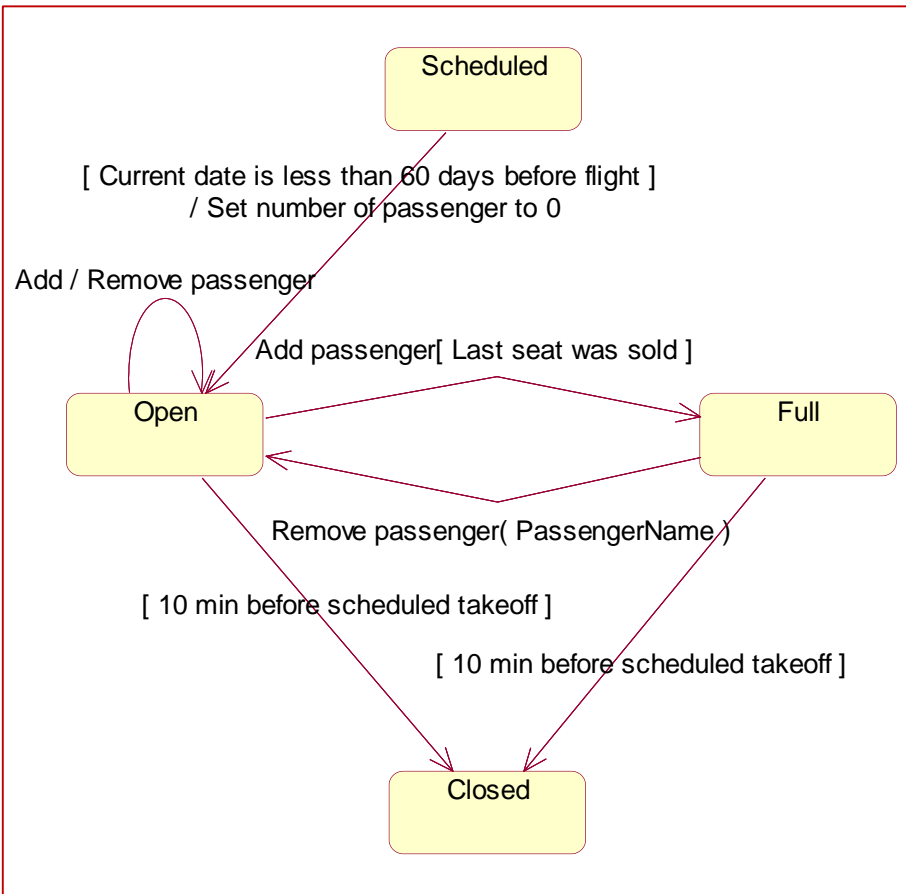 Scheduled
[ Current date is less than 60 days before flight ]
/ Set number of passenger to 0
Add / Remove passenger
Add passenger[ Last seat was sold ]
Open
Full
Remove passenger( PassengerName )
[ 10 min before scheduled takeoff ]
[ 10 min before scheduled takeoff ]
Closed